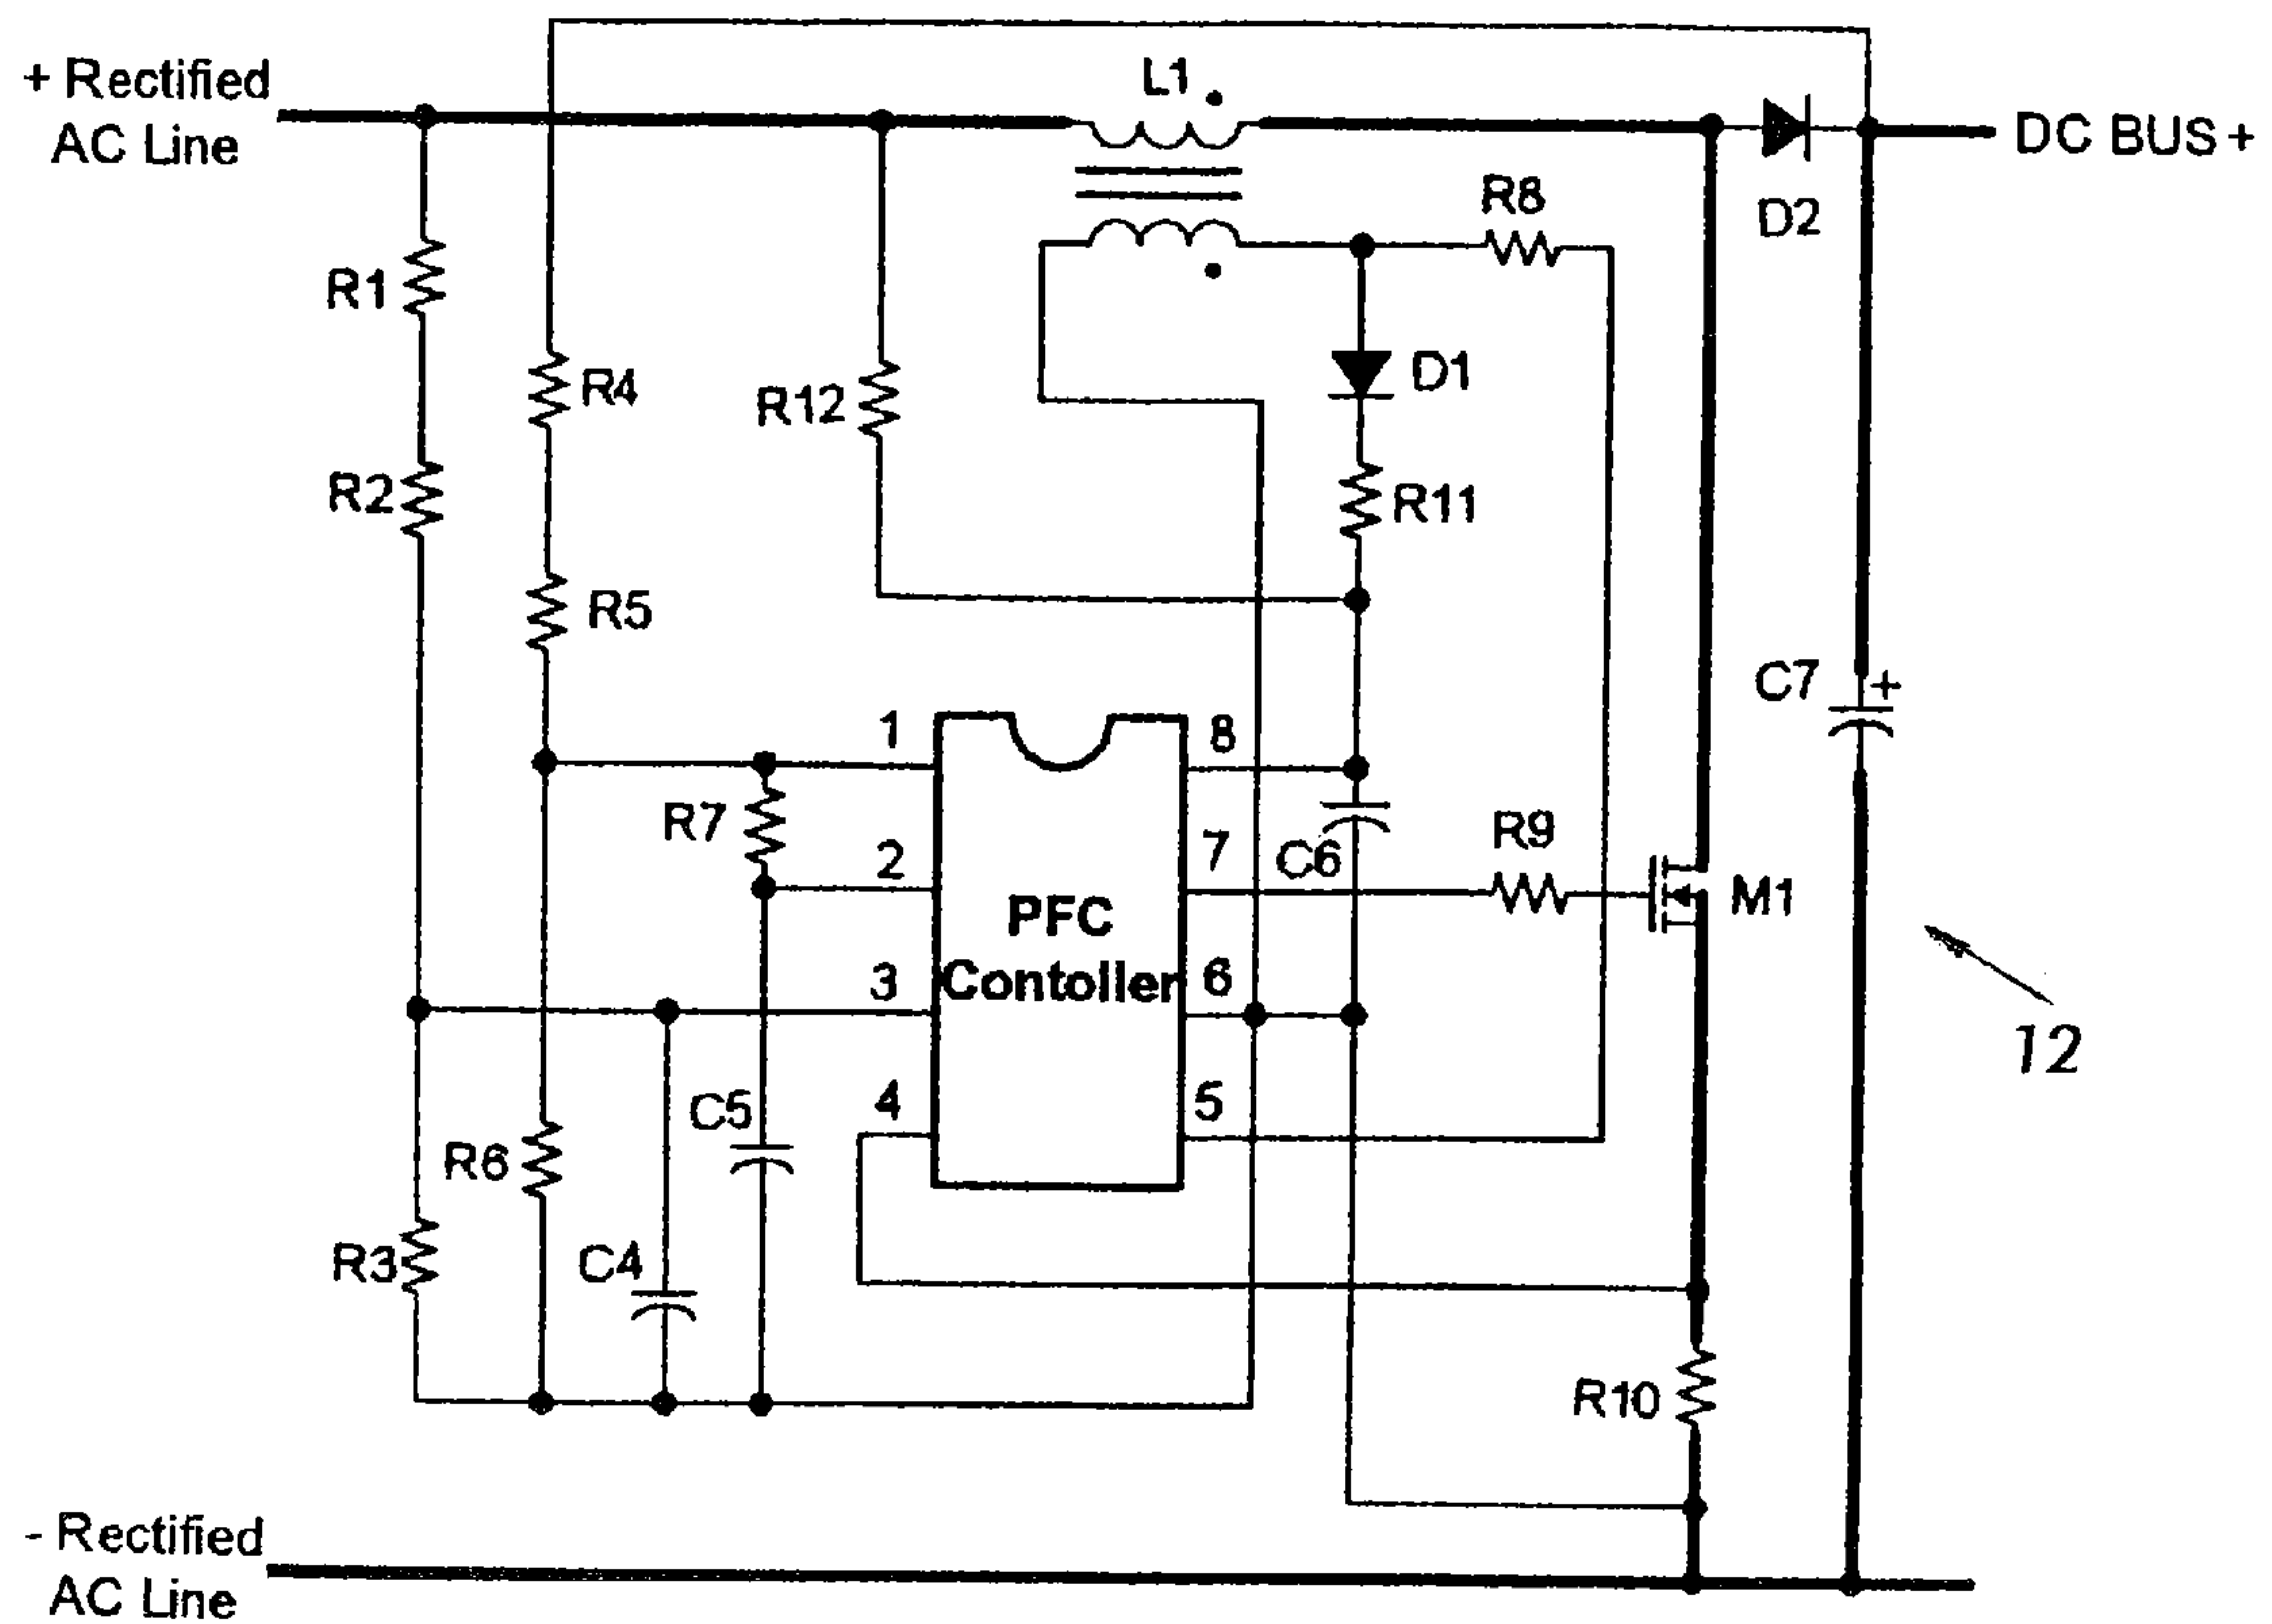 + Rectified
AC Line
L1
DC BUS +
R8
D2
R1
R4
D1
R12
R2
R11
R5
C7
+
1
8
R7
R9
7
2
C6
PFC
Contoller
M1
3
6
12
4
5
C5
R6
R3
C4
R10
- Rectified
AC Line